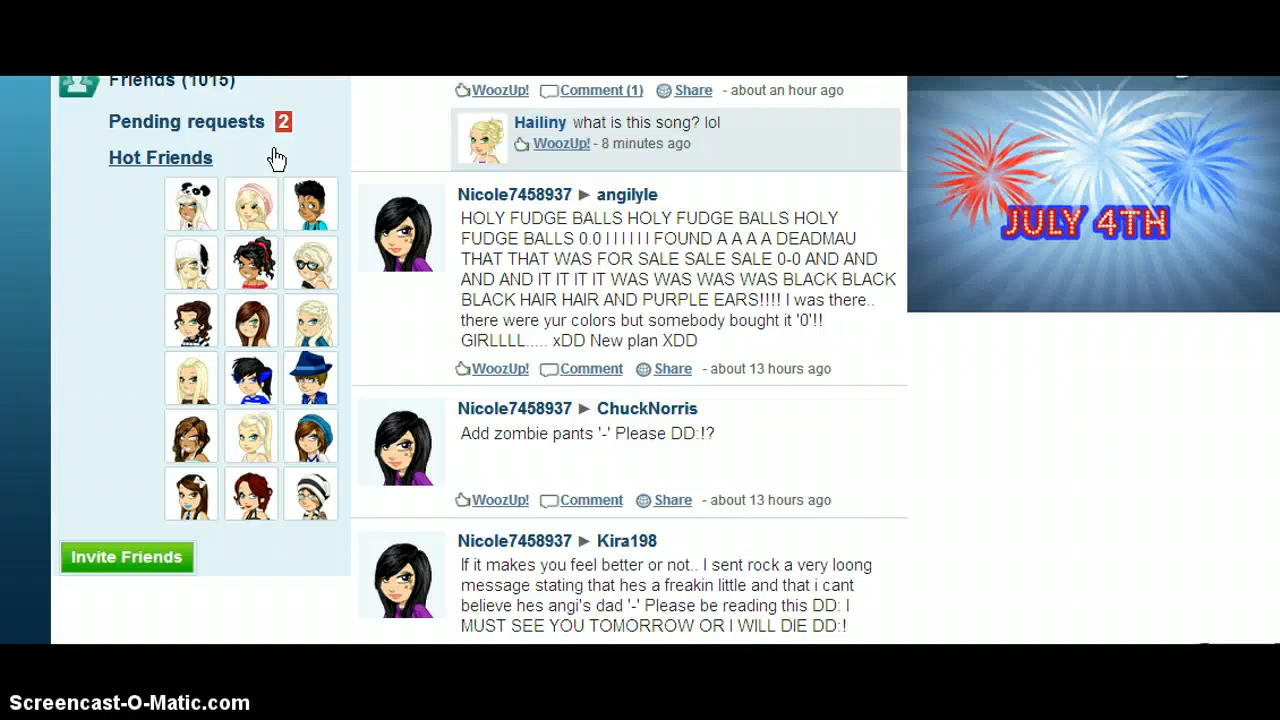 Friends (1015)
Pending requests 2
Hot Friends
Invite Friends
WoozUp! Comment (1) Share - about an hour ago
Hailiny what is this song? lol
WoozUp! - 8 minutes ago
Nicole7458937 ► angilyle
HOLY FUDGE BALLS HOLY FUDGE BALLS HOLY
FUDGE BALLS 0.0 I I I I I I FOUND A A A A DEADMAU
THAT THAT WAS FOR SALE SALE SALE 0-0 AND AND
AND AND IT IT IT IT WAS WAS WAS WAS BLACK BLACK
BLACK HAIR HAIR AND PURPLE EARS!!!! I was there..
there were yur colors but somebody bought it '0'!!
GIRLLLL..... xDD New plan XDD
WoozUp! Comment Share - about 13 hours ago
Nicole7458937 ► ChuckNorris
Add zombie pants '-' Please DD:!?
WoozUp! Comment Share - about 13 hours ago
Nicole7458937 ► Kira198
If it makes you feel better or not.. I sent rock a very loong
message stating that hes a freakin little and that i cant
believe hes angi's dad '-' Please be reading this DD: I
MUST SEE YOU TOMORROW OR I WILL DIE DD:!
JULY 4TH
Screencast-O-Matic.com